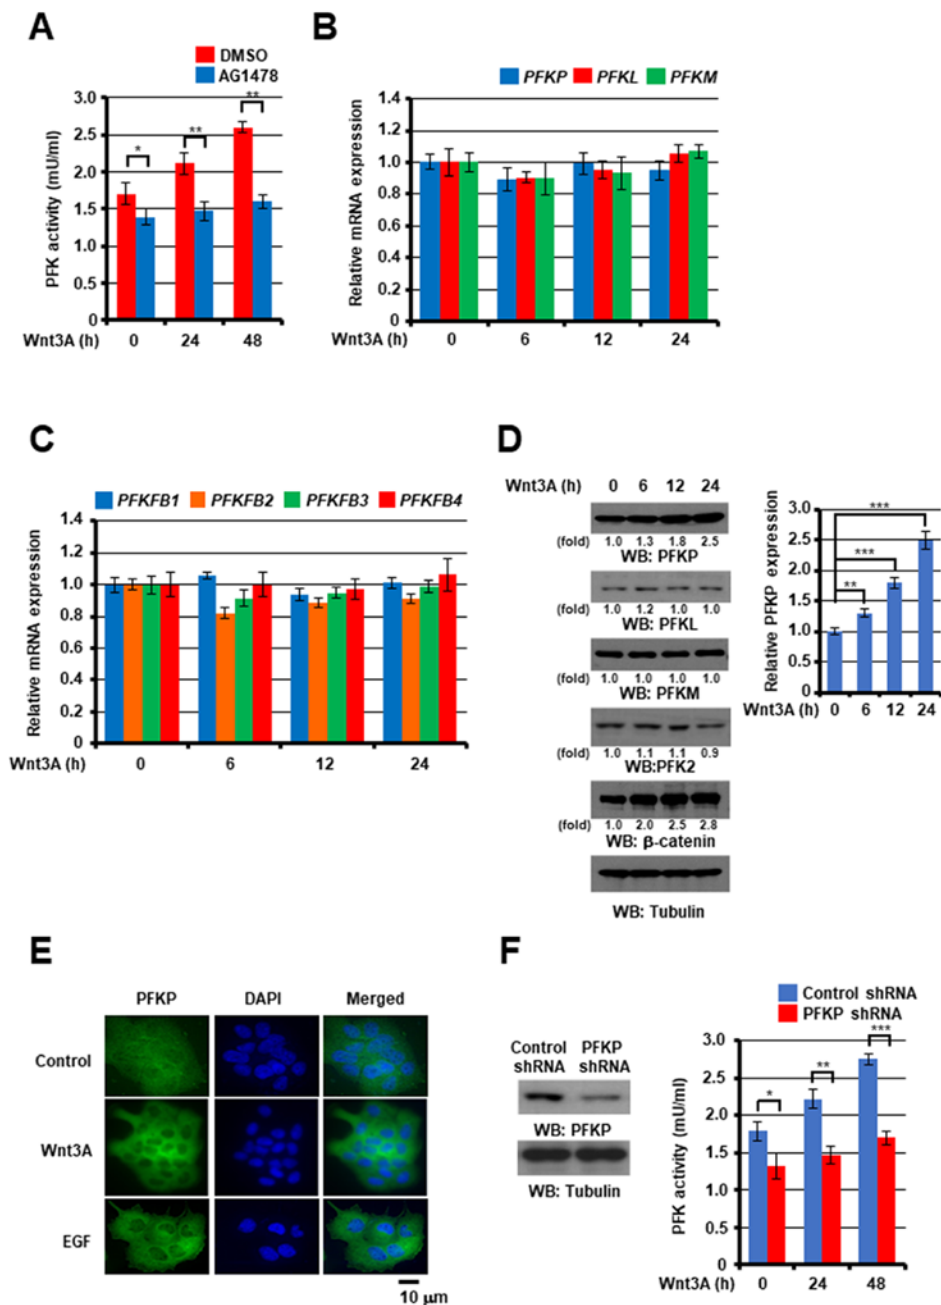 A
DMSO
AG1478
PFK activity (mU/ml)
3.0
2.5
2.0
1.5
1.0
0.5
0
*
**
**
Wnt3A (h) 0 24 48
B
PFKP PFKL PFKM
Relative mRNA expression
1.4
1.2
1.0
0.8
0.6
0.4
0.2
0
Wnt3A (h) 0 6 12 24
C
PFKFB1 PFKFB2 PFKFB3 PFKFB4
Relative mRNA expression
1.4
1.2
1.0
0.8
0.6
0.4
0.2
0
Wnt3A (h) 0 6 12 24
D
Wnt3A (h) 0 6 12 24
(fold) 1.0 1.3 1.8 2.5
WB: PFKP
1.0 1.2 1.0 1.0
WB: PFKL
1.0 1.0 1.0 1.0
WB: PFKM
1.0 1.1 1.1 0.9
WB:PFK2
(fold) 1.0 2.0 2.5 2.8
WB: β-catenin
WB: Tubulin
Relative PFKP expression
3.0
2.5
2.0
1.5
1.0
0.5
0
***
***
**
Wnt3A (h) 0 6 12 24
E
PFKP DAPI Merged
Control
Wnt3A
EGF
10 μm
F
Control shRNA
PFKP shRNA
Control PFKP
shRNA shRNA
WB: PFKP
WB: Tubulin
PFK activity (mU/ml)
3.0
2.5
2.0
1.5
1.0
0.5
0
*
**
***
Wnt3A (h) 0 24 48